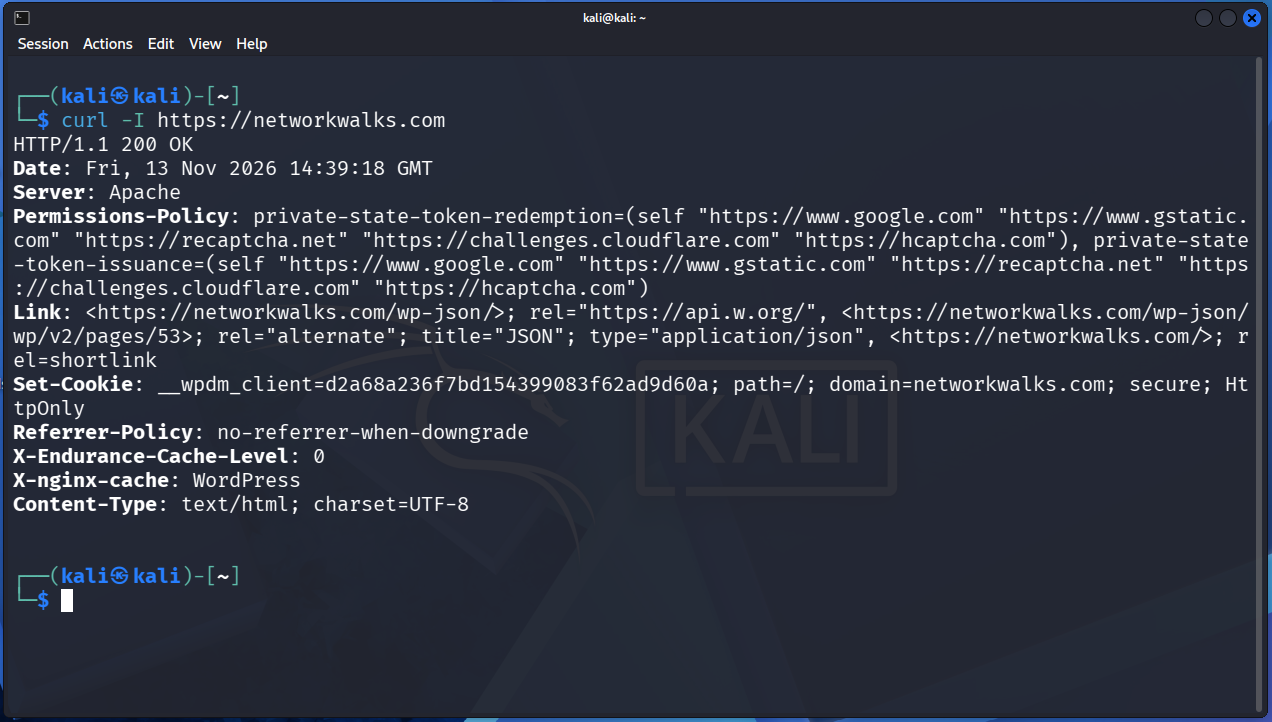 kali@kali: ~
Session Actions Edit View Help
┌──(kali㉿kali)-[~]
└─$ curl -I https://networkwalks.com
HTTP/1.1 200 OK
Date: Fri, 13 Nov 2026 14:39:18 GMT
Server: Apache
Permissions-Policy: private-state-token-redemption=(self "https://www.google.com" "https://www.gstatic.
com" "https://recaptcha.net" "https://challenges.cloudflare.com" "https://hcaptcha.com"), private-state
-token-issuance=(self "https://www.google.com" "https://www.gstatic.com" "https://recaptcha.net" "https
://challenges.cloudflare.com" "https://hcaptcha.com")
Link: <https://networkwalks.com/wp-json/>; rel="https://api.w.org/", <https://networkwalks.com/wp-json/
wp/v2/pages/53>; rel="alternate"; title="JSON"; type="application/json", <https://networkwalks.com/>; r
el=shortlink
Set-Cookie: __wpdm_client=d2a68a236f7bd154399083f62ad9d60a; path=/; domain=networkwalks.com; secure; Ht
tpOnly
Referrer-Policy: no-referrer-when-downgrade
X-Endurance-Cache-Level: 0
X-nginx-cache: WordPress
Content-Type: text/html; charset=UTF-8
KALI
┌──(kali㉿kali)-[~]
└─$